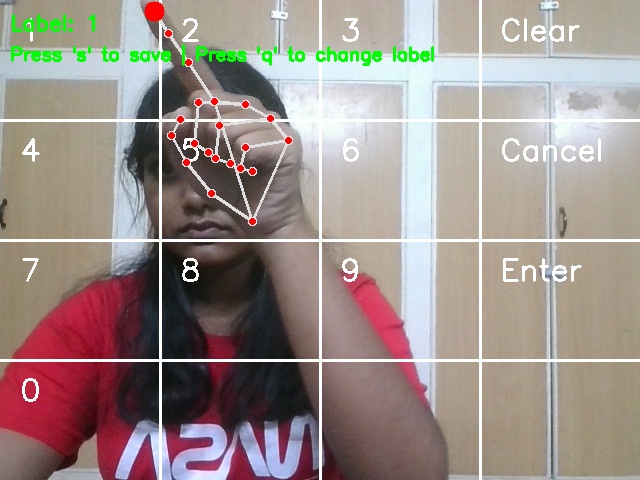 Label: 1
1 2 3 Clear
Press 's' to save | Press 'q' to change label
4 5 6 Cancel
7 8 9 Enter
0
NASA